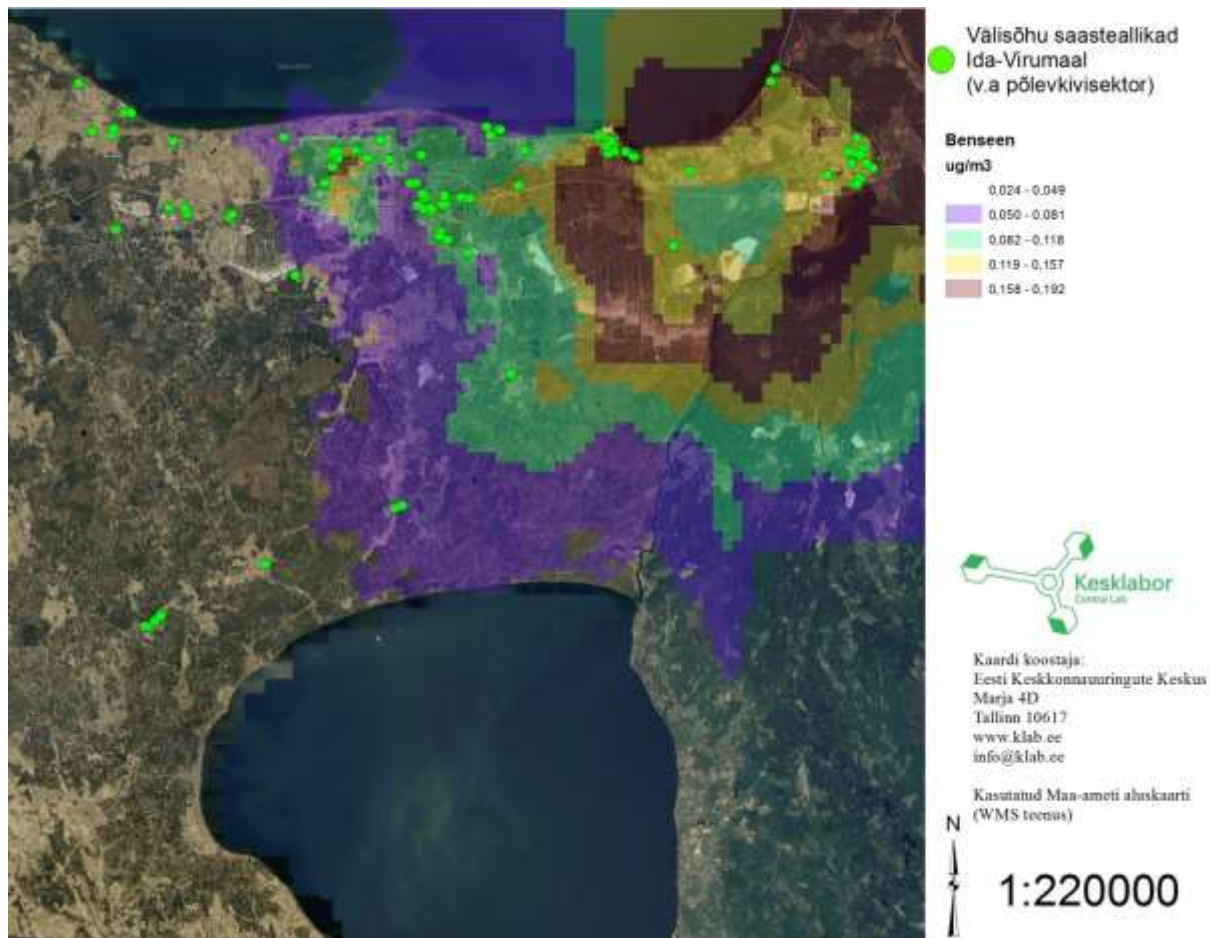 Välisõhu saasteallikad
Ida-Virumaal
(v.a põlevkivisektor)
Benseen
ug/m3
0,024 - 0,049
0,050 - 0,081
0,082 - 0,118
0,119 - 0,157
0,158 - 0,192
Kesklabor
Central Lab
Kaardi koostaja:
Eesti Keskkonnauuringute Keskus
Marja 4D
Tallinn 10617
www.klab.ee
info@klab.ee
Kasutatud Maa-ameti aluskaarti
(WMS teenus)
N
1:220000